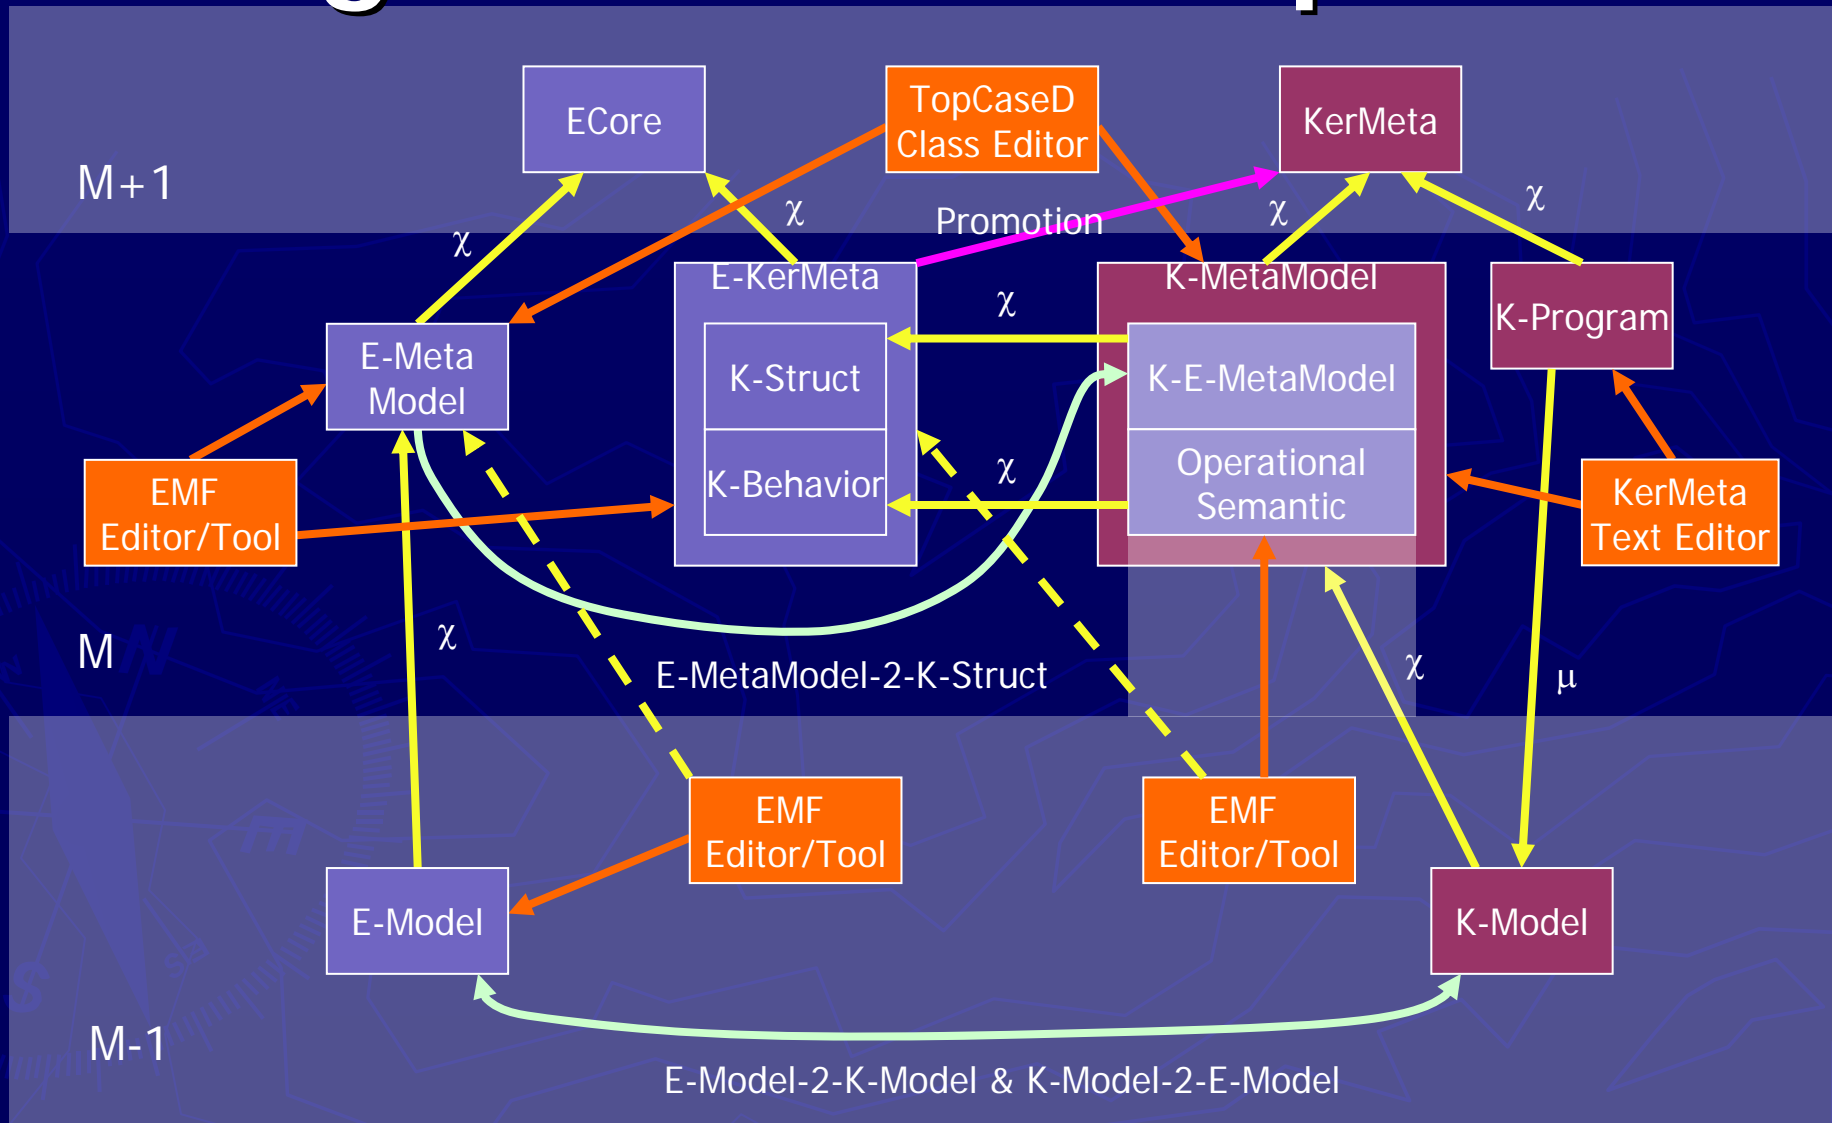 ECore
TopCaseD
Class Editor
KerMeta
M+1
χ
χ
Promotion
χ
χ
E-KerMeta
K-MetaModel
K-Program
χ
E-Meta
Model
K-Struct
K-E-MetaModel
K-Behavior
χ
Operational
Semantic
EMF
Editor/Tool
KerMeta
Text Editor
M
χ
E-MetaModel-2-K-Struct
χ
μ
EMF
Editor/Tool
EMF
Editor/Tool
E-Model
K-Model
M-1
E-Model-2-K-Model & K-Model-2-E-Model